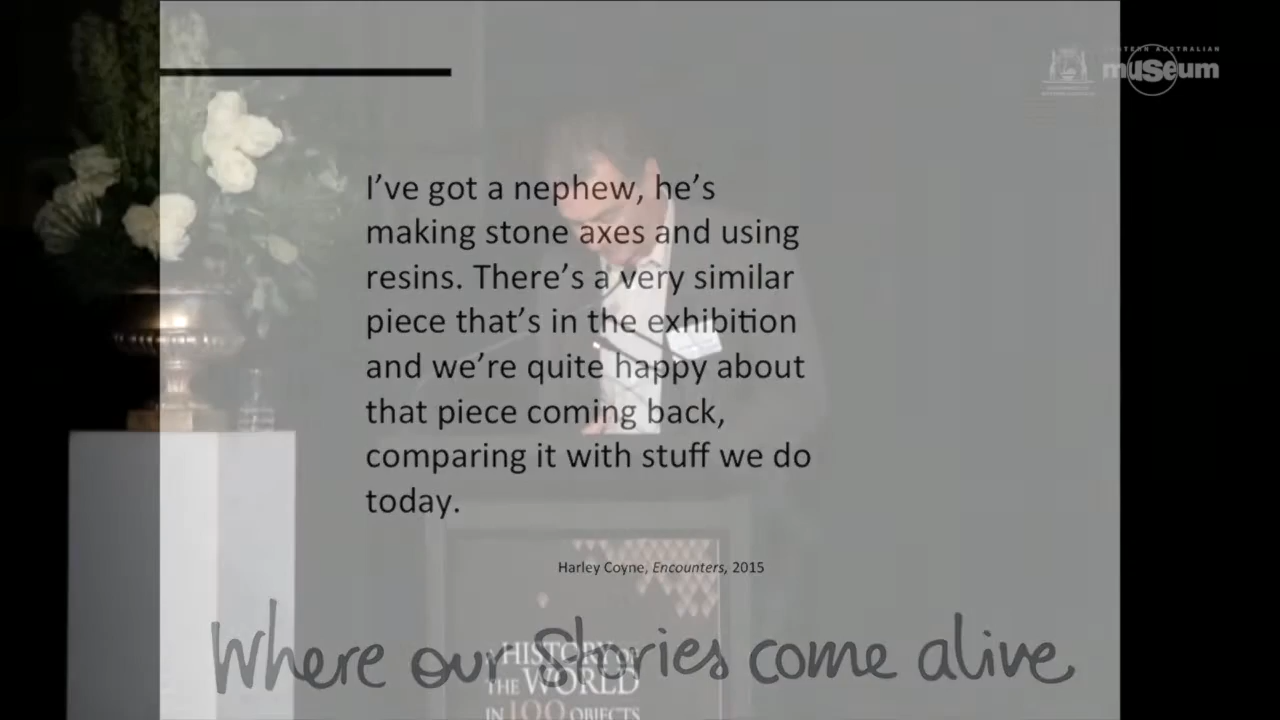 WESTERN AUSTRALIAN
museum
I've got a nephew, he's
making stone axes and using
resins. There's a very similar
piece that's in the exhibition
and we're quite happy about
that piece coming back,
comparing it with stuff we do
today.
Harley Coyne, Encounters, 2015
Where our Stories come alive
A HISTORY OF
THE WORLD
IN 100 OBJECTS